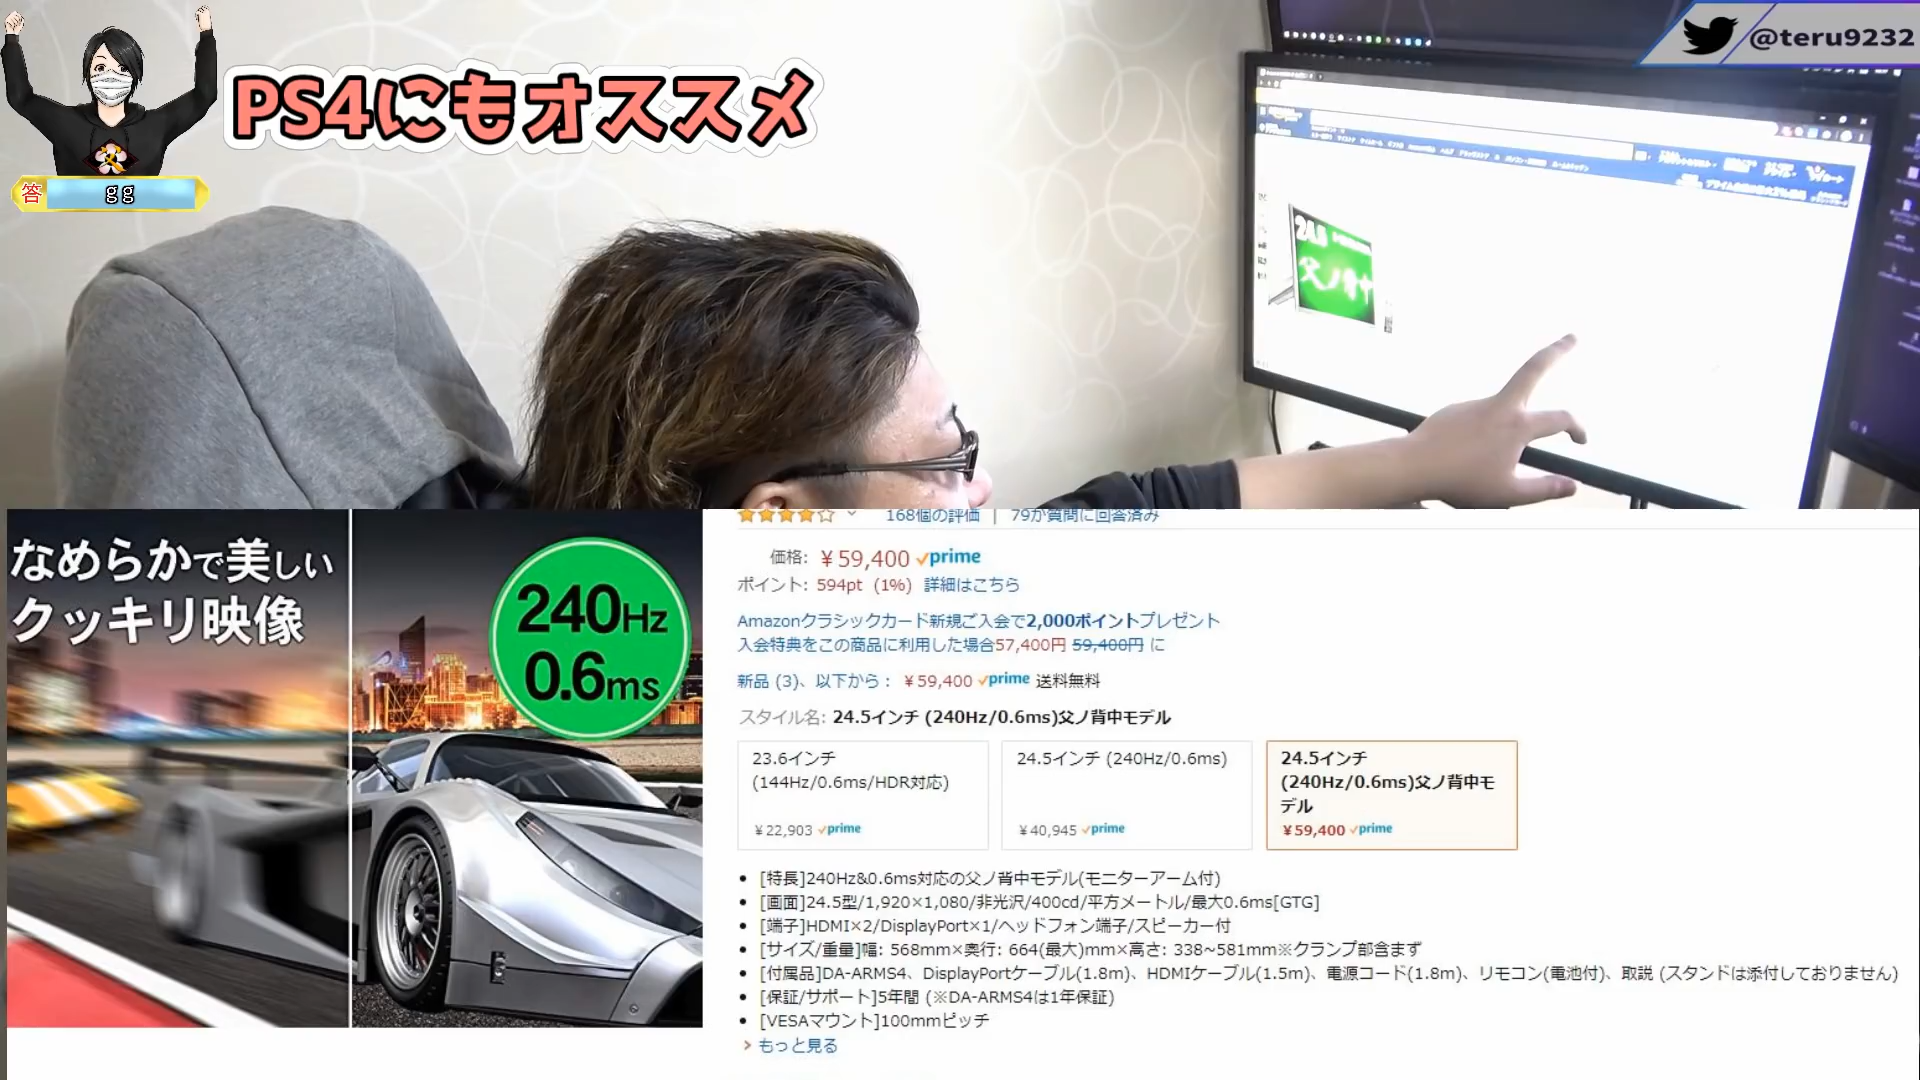 @teru9232
PS4にもオススメ
答 gg
24.5
父ノ背中
なめらかで美しい
クッキリ映像
240Hz
0.6ms
168個の評価 | 79が質問に回答済み
価格: ￥59,400 prime
ポイント: 594pt (1%) 詳細はこちら
Amazonクラシックカード新規ご入会で2,000ポイントプレゼント
入会特典をこの商品に利用した場合57,400円 59,400円 に
新品 (3)、以下から： ￥59,400 prime 送料無料
スタイル名: 24.5インチ (240Hz/0.6ms)父ノ背中モデル
23.6インチ
(144Hz/0.6ms/HDR対応)
￥22,903 prime
24.5インチ (240Hz/0.6ms)
￥40,945 prime
24.5インチ
(240Hz/0.6ms)父ノ背中モ
デル
￥59,400 prime
• [特長]240Hz&0.6ms対応の父ノ背中モデル(モニターアーム付)
• [画面]24.5型/1,920×1,080/非光沢/400cd/平方メートル/最大0.6ms[GTG]
• [端子]HDMI×2/DisplayPort×1/ヘッドフォン端子/スピーカー付
• [サイズ/重量]幅: 568mm×奥行: 664(最大)mm×高さ: 338~581mm※クランプ部含まず
• [付属品]DA-ARMS4、DisplayPortケーブル(1.8m)、HDMIケーブル(1.5m)、電源コード(1.8m)、リモコン(電池付)、取説 (スタンドは添付しておりません)
• [保証/サポート]5年間 (※DA-ARMS4は1年保証)
• [VESAマウント]100mmピッチ
› もっと見る